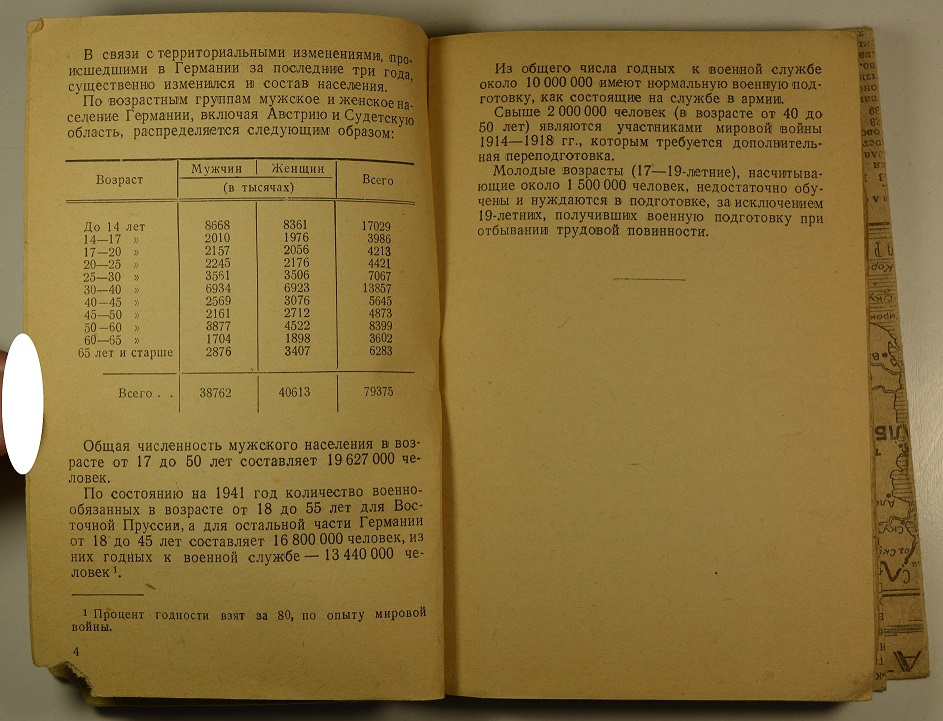 В связи с территориальными изменениями, про-
исшедшими в Германии за последние три года,
существенно изменился и состав населения.
По возрастным группам мужское и женское на-
селение Германии, включая Австрию и Судетскую
область, распределяется следующим образом:
Возраст Мужчин Женщин Всего
(в тысячах)
До 14 лет 8668 8361 17029
14—17 » 2010 1976 3986
17—20 » 2157 2056 4213
20—25 » 2245 2176 4421
25—30 » 3561 3506 7067
30—40 » 6934 6923 13857
40—45 » 2569 3076 5645
45—50 » 2161 2712 4873
50—60 » 3877 4522 8399
60—65 » 1704 1898 3602
65 лет и старше 2876 3407 6283
Всего . . 38762 40613 79375
Общая численность мужского населения в воз-
расте от 17 до 50 лет составляет 19 627 000 че-
ловек.
По состоянию на 1941 год количество военно-
обязанных в возрасте от 18 до 55 лет для Вос-
точной Пруссии, а для остальной части Германии
от 18 до 45 лет составляет 16 800 000 человек, из
них годных к военной службе — 13 440 000 че-
ловек ¹.
¹ Процент годности взят за 80, по опыту мировой
войны.
4
Из общего числа годных к военной службе
около 10 000 000 имеют нормальную военную под-
готовку, как состоящие на службе в армии.
Свыше 2 000 000 человек (в возрасте от 40 до
50 лет) являются участниками мировой войны
1914—1918 гг., которым требуется дополнитель-
ная переподготовка.
Молодые возрасты (17—19-летние), насчитыва-
ющие около 1 500 000 человек, недостаточно обу-
чены и нуждаются в подготовке, за исключением
19-летних, получивших военную подготовку при
отбывании трудовой повинности.